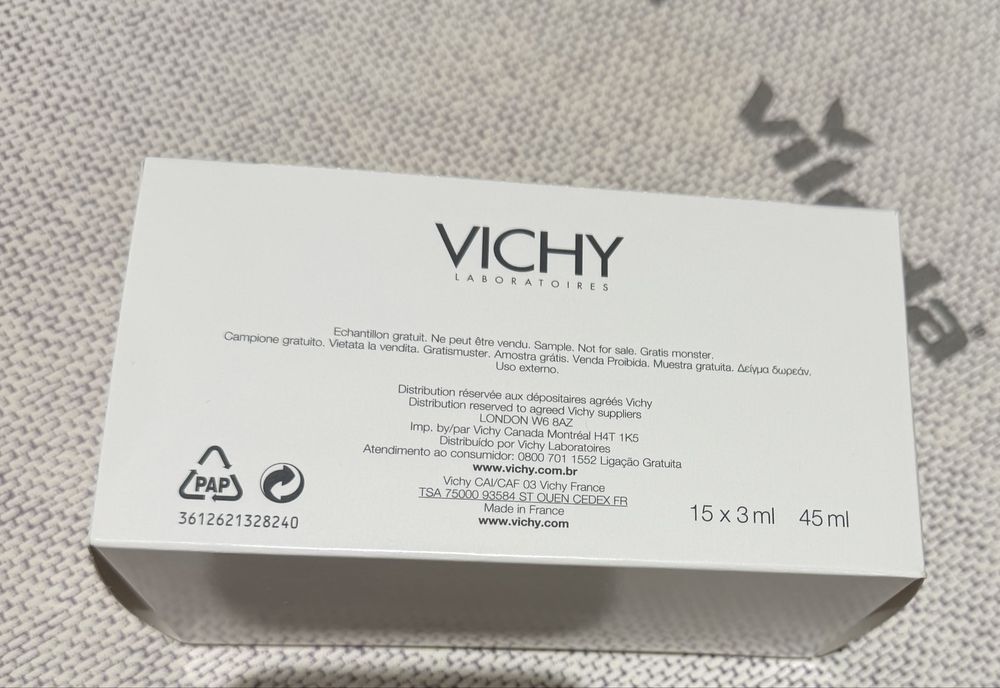 vileda
VICHY
LABORATOIRES
Echantillon gratuit. Ne peut être vendu. Sample. Not for sale. Gratis monster.
Campione gratuito. Vietata la vendita. Gratismuster. Amostra grátis. Venda Proibida. Muestra gratuita. Δείγμα δωρεάν.
Uso externo.
Distribution réservée aux dépositaires agréés Vichy
Distribution reserved to agreed Vichy suppliers
LONDON W6 8AZ
Imp. by/par Vichy Canada Montréal H4T 1K5
Distribuído por Vichy Laboratoires
Atendimento ao consumidor: 0800 701 1552 Ligação Gratuita
www.vichy.com.br
Vichy CAI/CAF 03 Vichy France
TSA 75000 93584 ST OUEN CEDEX FR
Made in France
www.vichy.com
PAP
3612621328240
15 x 3 ml 45 ml